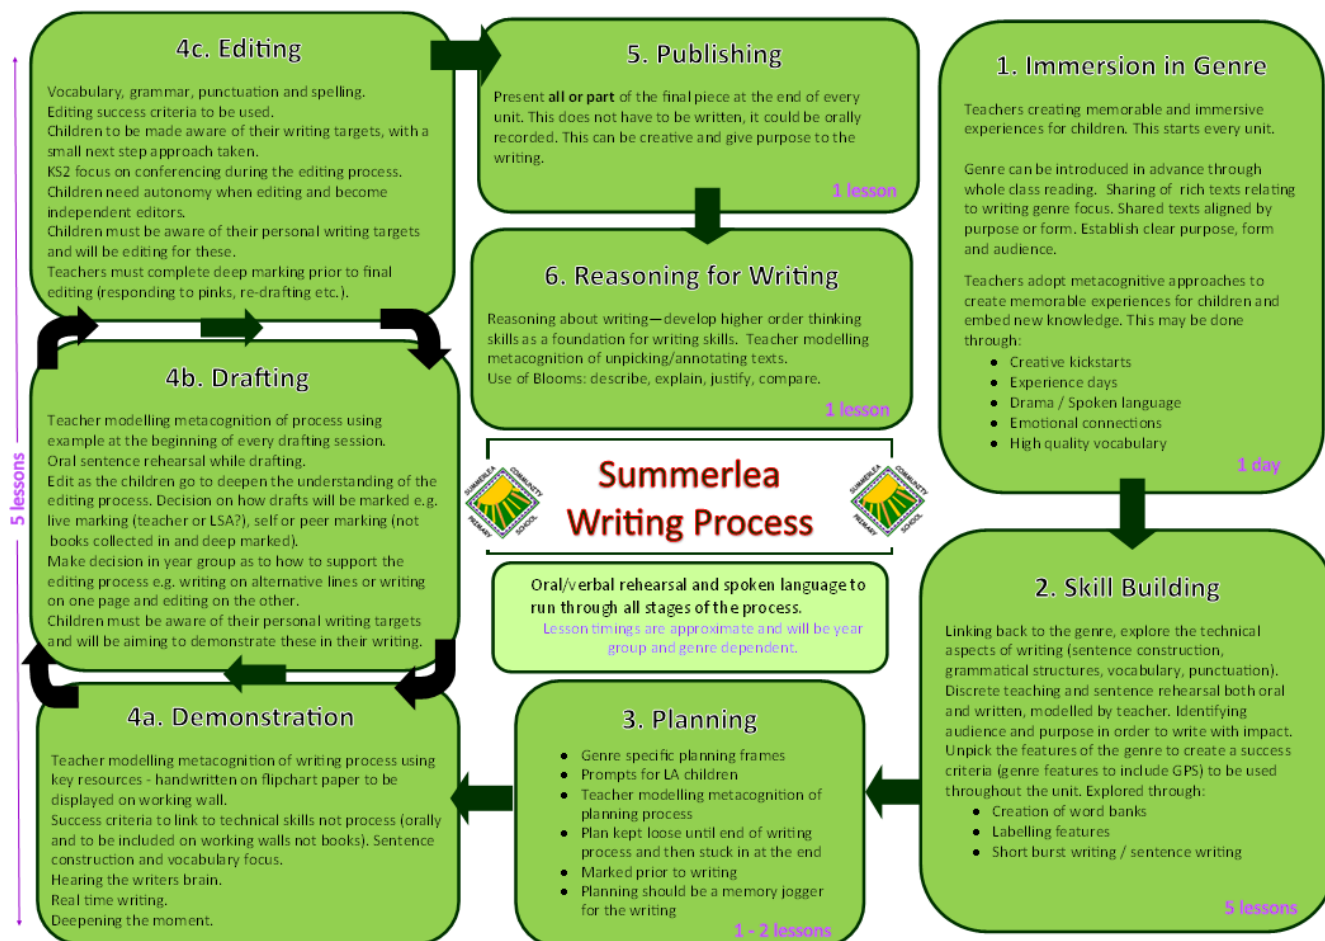 4c. Editing
Vocabulary, grammar, punctuation and spelling.
Editing success criteria to be used.
Children to be made aware of their writing targets, with a
small next step approach taken.
KS2 focus on conferencing during the editing process.
Children need autonomy when editing and become
independent editors.
Children must be aware of their personal writing targets
and will be editing for these.
Teachers must complete deep marking prior to final
editing (responding to pinks, re-drafting etc.).
5. Publishing
Present all or part of the final piece at the end of every
unit. This does not have to be written, it could be orally
recorded. This can be creative and give purpose to the
writing.
1 lesson
1. Immersion in Genre
Teachers creating memorable and immersive
experiences for children. This starts every unit.
Genre can be introduced in advance through
whole class reading.  Sharing of  rich texts relating
to writing genre focus. Shared texts aligned by
purpose or form. Establish clear purpose, form
and audience.
Teachers adopt metacognitive approaches to
create memorable experiences for children and
embed new knowledge. This may be done
through:
● Creative kickstarts
● Experience days
● Drama / Spoken language
● Emotional connections
● High quality vocabulary
1 day
6. Reasoning for Writing
Reasoning about writing—develop higher order thinking
skills as a foundation for writing skills.  Teacher modelling
metacognition of unpicking/annotating texts.
Use of Blooms: describe, explain, justify, compare.
1 lesson
5 lessons
4b. Drafting
Teacher modelling metacognition of process using
example at the beginning of every drafting session.
Oral sentence rehearsal while drafting.
Edit as the children go to deepen the understanding of the
editing process. Decision on how drafts will be marked e.g.
live marking (teacher or LSA?), self or peer marking (not
books collected in and deep marked).
Make decision in year group as to how to support the
editing process e.g. writing on alternative lines or writing
on one page and editing on the other.
Children must be aware of their personal writing targets
and will be aiming to demonstrate these in their writing.
SUMMERLEA COMMUNITY
PRIMARY SCHOOL
Summerlea
Writing Process
SUMMERLEA COMMUNITY
PRIMARY SCHOOL
Oral/verbal rehearsal and spoken language to
run through all stages of the process.
Lesson timings are approximate and will be year
group and genre dependent.
2. Skill Building
Linking back to the genre, explore the technical
aspects of writing (sentence construction,
grammatical structures, vocabulary, punctuation).
Discrete teaching and sentence rehearsal both oral
and written, modelled by teacher. Identifying
audience and purpose in order to write with impact.
Unpick the features of the genre to create a success
criteria (genre features to include GPS) to be used
throughout the unit. Explored through:
● Creation of word banks
● Labelling features
● Short burst writing / sentence writing
5 lessons
3. Planning
● Genre specific planning frames
● Prompts for LA children
● Teacher modelling metacognition of
planning process
● Plan kept loose until end of writing
process and then stuck in at the end
● Marked prior to writing
● Planning should be a memory jogger
for the writing
1 - 2 lessons
4a. Demonstration
Teacher modelling metacognition of writing process using
key resources - handwritten on flipchart paper to be
displayed on working wall.
Success criteria to link to technical skills not process (orally
and to be included on working walls not books). Sentence
construction and vocabulary focus.
Hearing the writers brain.
Real time writing.
Deepening the moment.